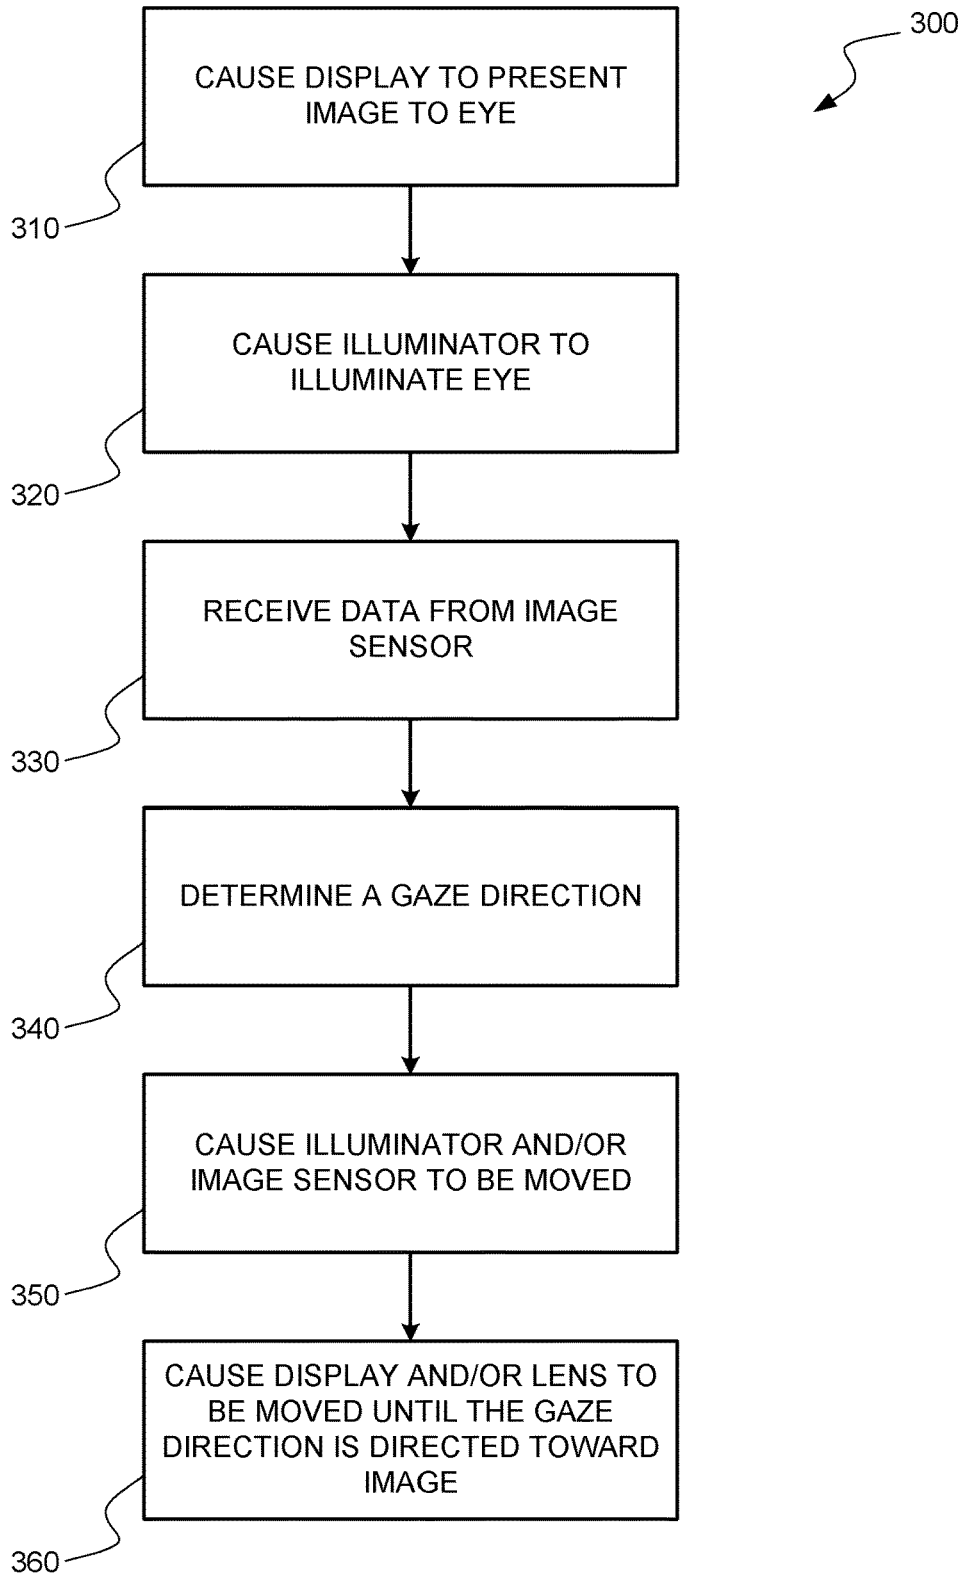 300
CAUSE DISPLAY TO PRESENT
IMAGE TO EYE
310
CAUSE ILLUMINATOR TO
ILLUMINATE EYE
320
RECEIVE DATA FROM IMAGE
SENSOR
330
DETERMINE A GAZE DIRECTION
340
CAUSE ILLUMINATOR AND/OR
IMAGE SENSOR TO BE MOVED
350
CAUSE DISPLAY AND/OR LENS TO
BE MOVED UNTIL THE GAZE
DIRECTION IS DIRECTED TOWARD
IMAGE
360